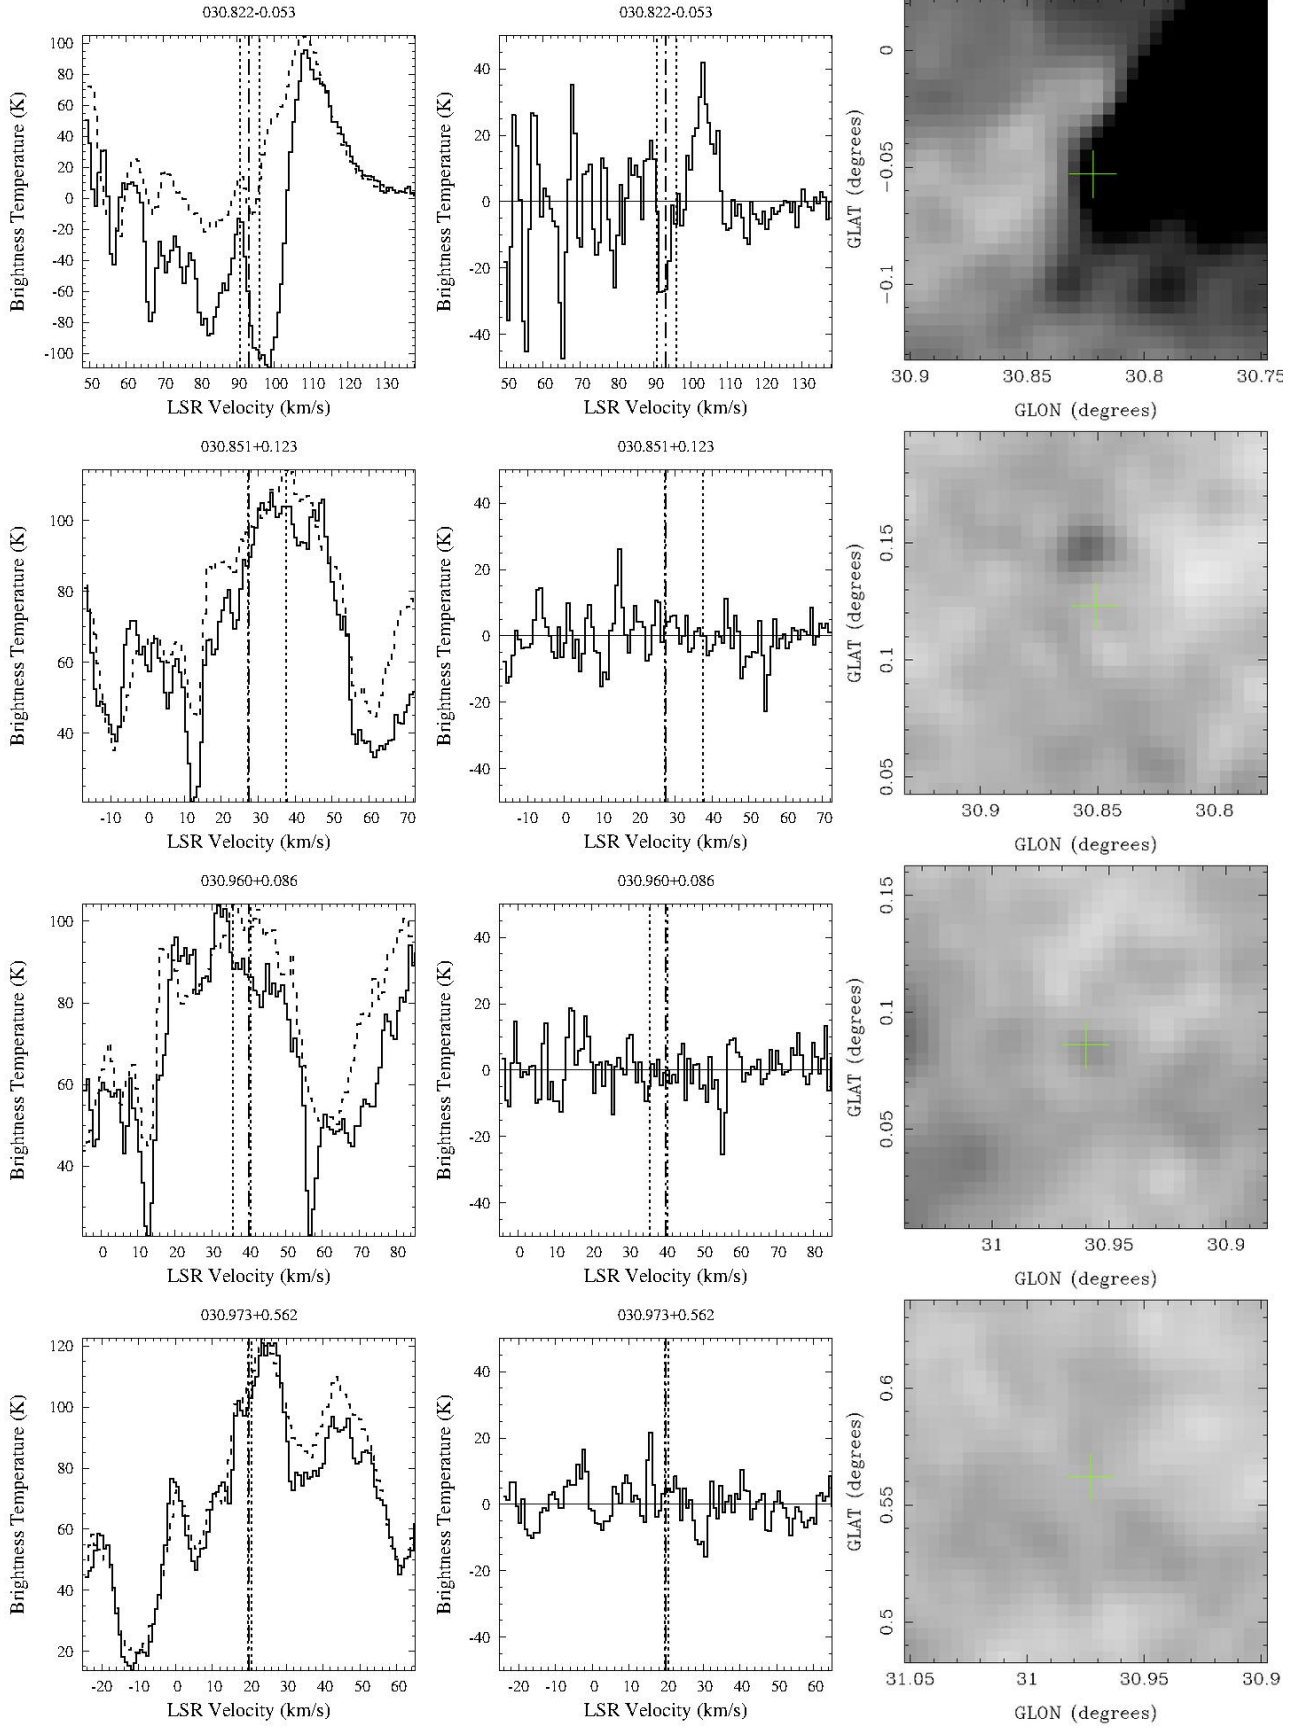 030.822-0.053
Brightness Temperature (K)
100
80
60
40
20
0
-20
-40
-60
-80
-100
50 60 70 80 90 100 110 120 130
LSR Velocity (km/s)
030.822-0.053
Brightness Temperature (K)
40
20
0
-20
-40
50 60 70 80 90 100 110 120 130
LSR Velocity (km/s)
GLAT (degrees)
0
-0.05
-0.1
30.9 30.85 30.8 30.75
GLON (degrees)
030.851+0.123
Brightness Temperature (K)
100
80
60
40
-10 0 10 20 30 40 50 60 70
LSR Velocity (km/s)
030.851+0.123
Brightness Temperature (K)
40
20
0
-20
-40
-10 0 10 20 30 40 50 60 70
LSR Velocity (km/s)
GLAT (degrees)
0.15
0.1
0.05
30.9 30.85 30.8
GLON (degrees)
030.960+0.086
Brightness Temperature (K)
100
80
60
40
0 10 20 30 40 50 60 70 80
LSR Velocity (km/s)
030.960+0.086
Brightness Temperature (K)
40
20
0
-20
-40
0 10 20 30 40 50 60 70 80
LSR Velocity (km/s)
GLAT (degrees)
0.15
0.1
0.05
31 30.95 30.9
GLON (degrees)
030.973+0.562
Brightness Temperature (K)
120
100
80
60
40
20
-20 -10 0 10 20 30 40 50 60
LSR Velocity (km/s)
030.973+0.562
Brightness Temperature (K)
40
20
0
-20
-40
-20 -10 0 10 20 30 40 50 60
LSR Velocity (km/s)
GLAT (degrees)
0.6
0.55
0.5
31.05 31 30.95 30.9
GLON (degrees)